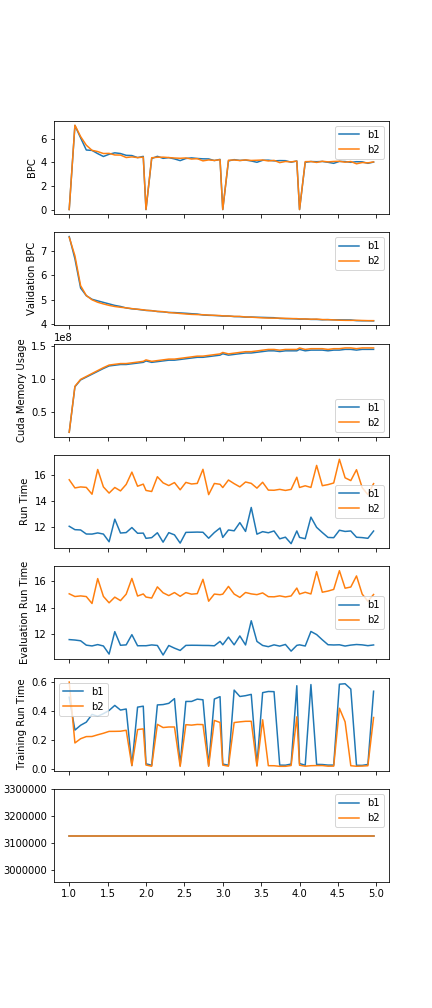 BPC
6
4
2
0
b1
b2
Validation BPC
7
6
5
4
b1
b2
Cuda Memory Usage
1e8
1.5
1.0
0.5
b1
b2
Run Time
16
14
12
b1
b2
Evaluation Run Time
16
14
12
b1
b2
Training Run Time
0.6
0.4
0.2
0.0
b1
b2
3300000
3200000
3100000
3000000
b1
b2
1.0 1.5 2.0 2.5 3.0 3.5 4.0 4.5 5.0